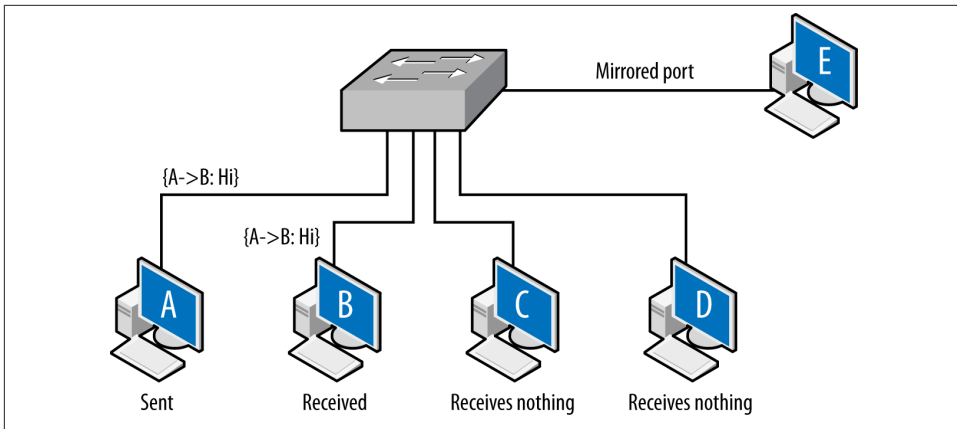 E
Mirrored port
{A->B: Hi}
{A->B: Hi}
A
B
C
D
Sent
Received
Receives nothing
Receives nothing